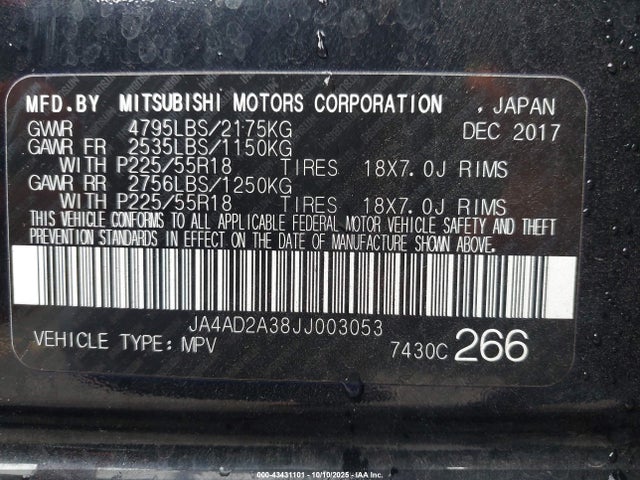 MFD.BY MITSUBISHI MOTORS CORPORATION . JAPAN
GVWR 4795LBS/2175KG DEC 2017
GAWR FR 2535LBS/1150KG
WITH P225/55R18 TIRES 18X7.0J RIMS
GAWR RR 2756LBS/1250KG
WITH P225/55R18 TIRES 18X7.0J RIMS
THIS VEHICLE CONFORMS TO ALL APPLICABLE FEDERAL MOTOR VEHICLE SAFETY AND THEFT
PREVENTION STANDARDS IN EFFECT ON THE DATE OF MANUFACTURE SHOWN ABOVE.
JA4AD2A38JJ003053
VEHICLE TYPE: MPV 7430C 266
000-43431101 - 10/10/2025 - IAA Inc.